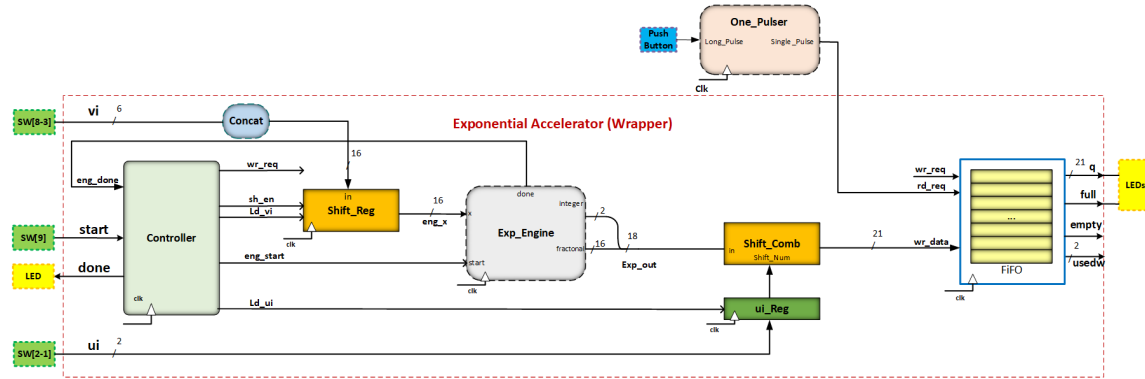 One_Pulser
Push
Button
Long_Pulse
Single_Pulse
Clk
SW[8-3]
vi
6
Concat
Exponential Accelerator (Wrapper)
16
21
q
LEDs
eng_done
wr_req
done
wr_req
rd_req
full
sh_en
Ld_vi
in
Shift_Reg
clk
16
eng_x
x
integer
2
Exp_Engine
...
empty
SW[9]
start
Controller
fractonal
16
18
Exp_out
in
Shift_Comb
Shift_Num
21
wr_data
2
usedw
FiFO
LED
done
eng_start
start
clk
clk
clk
Ld_ui
ui_Reg
clk
SW[2-1]
ui
2